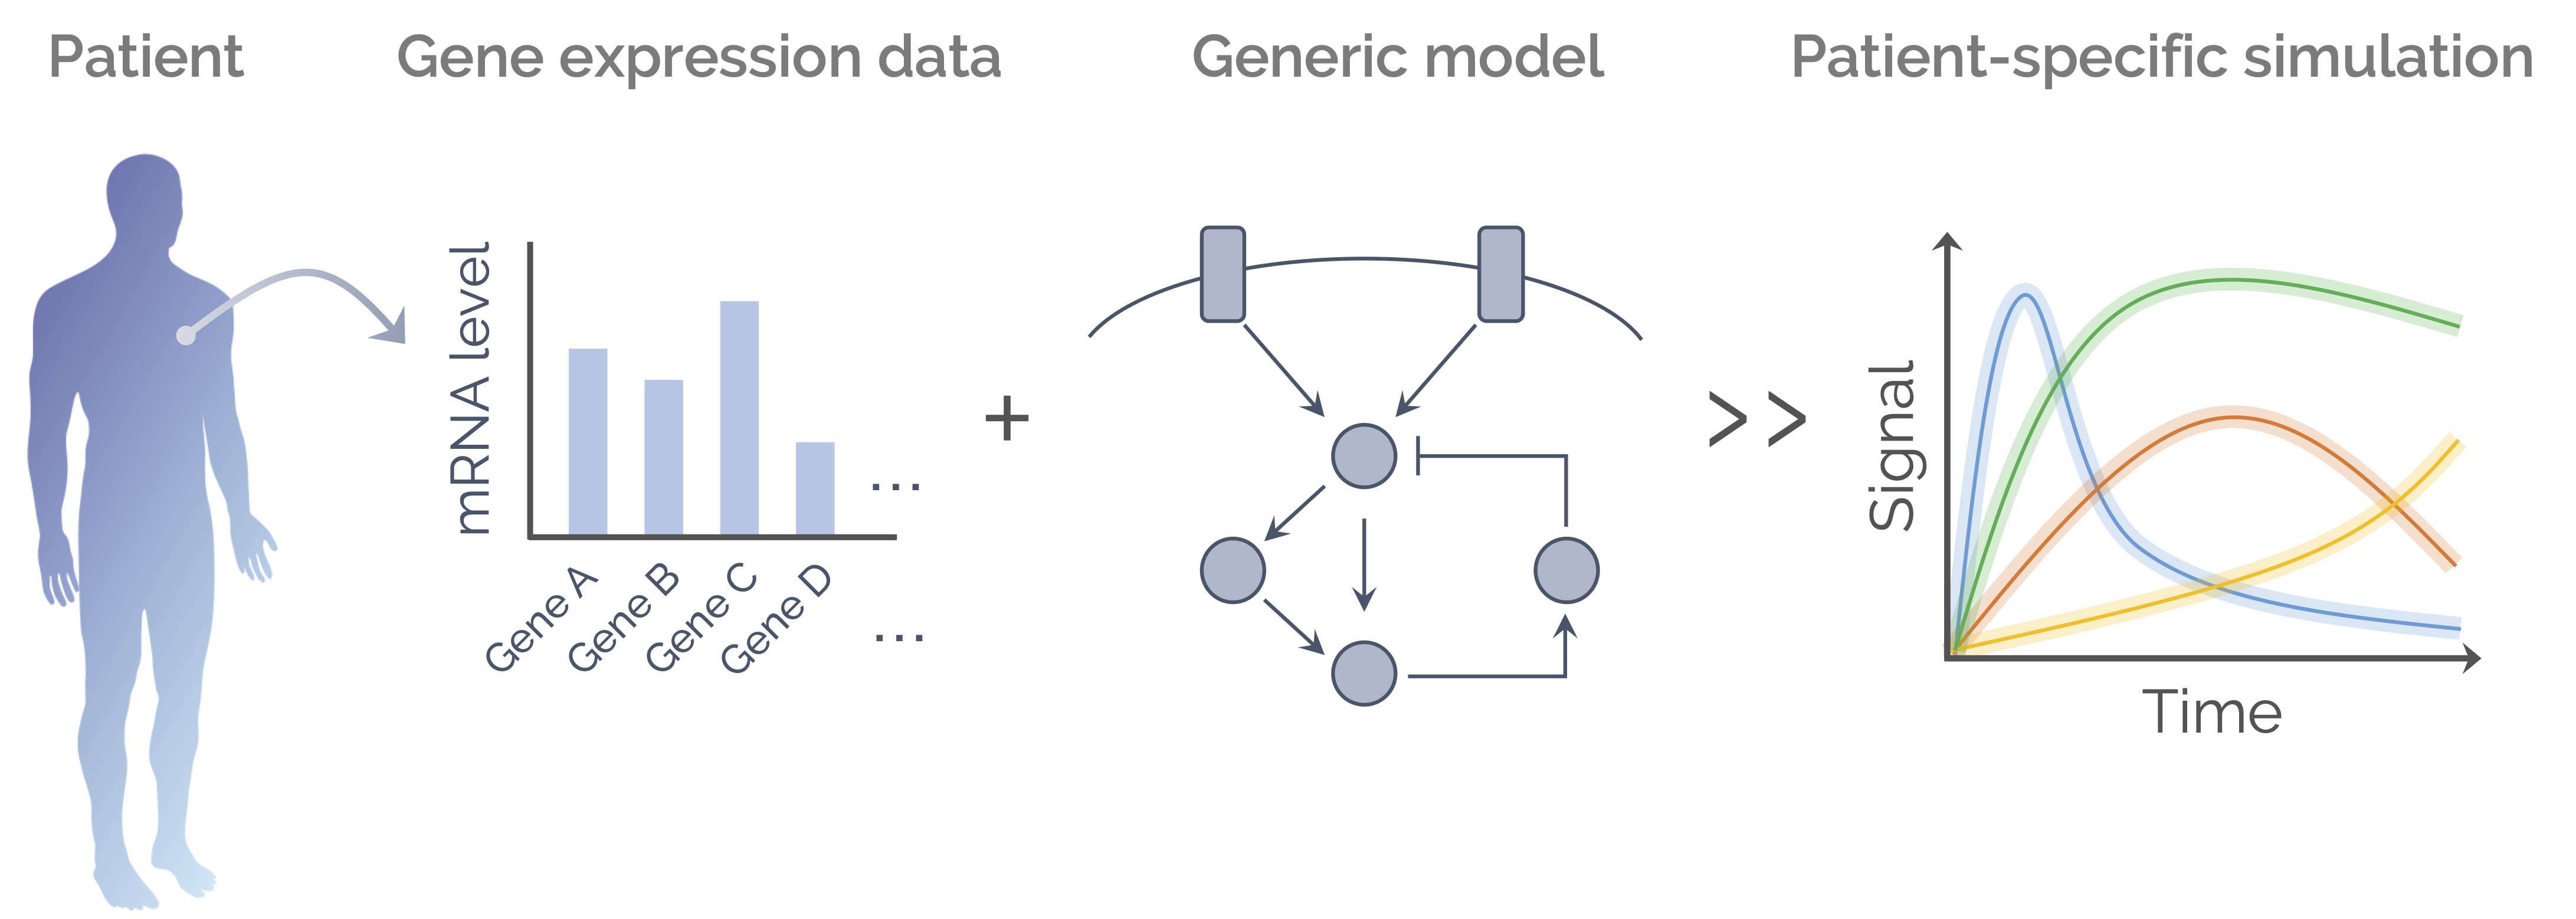 Patient
Gene expression data
Generic model
Patient-specific simulation
mRNA level
...
Gene A
Gene B
Gene C
Gene D
...
+
>>
Signal
Time